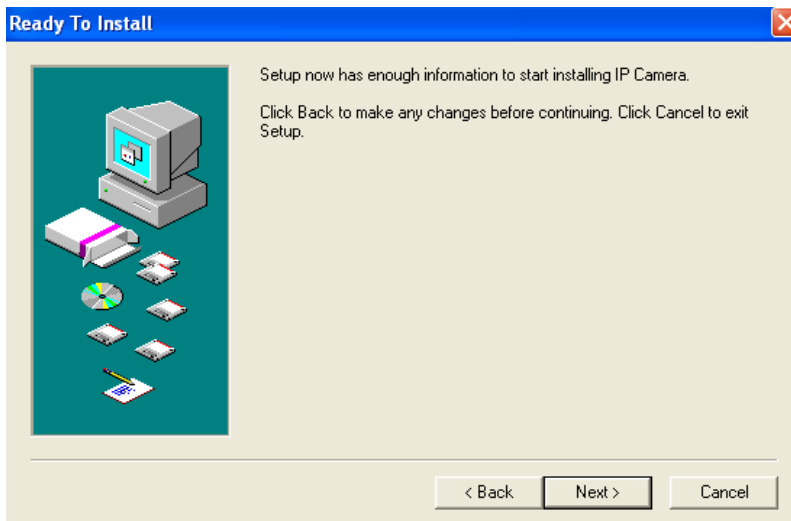 Ready To Install
Setup now has enough information to start installing IP Camera.
Click Back to make any changes before continuing. Click Cancel to exit
Setup.
< Back
Next >
Cancel